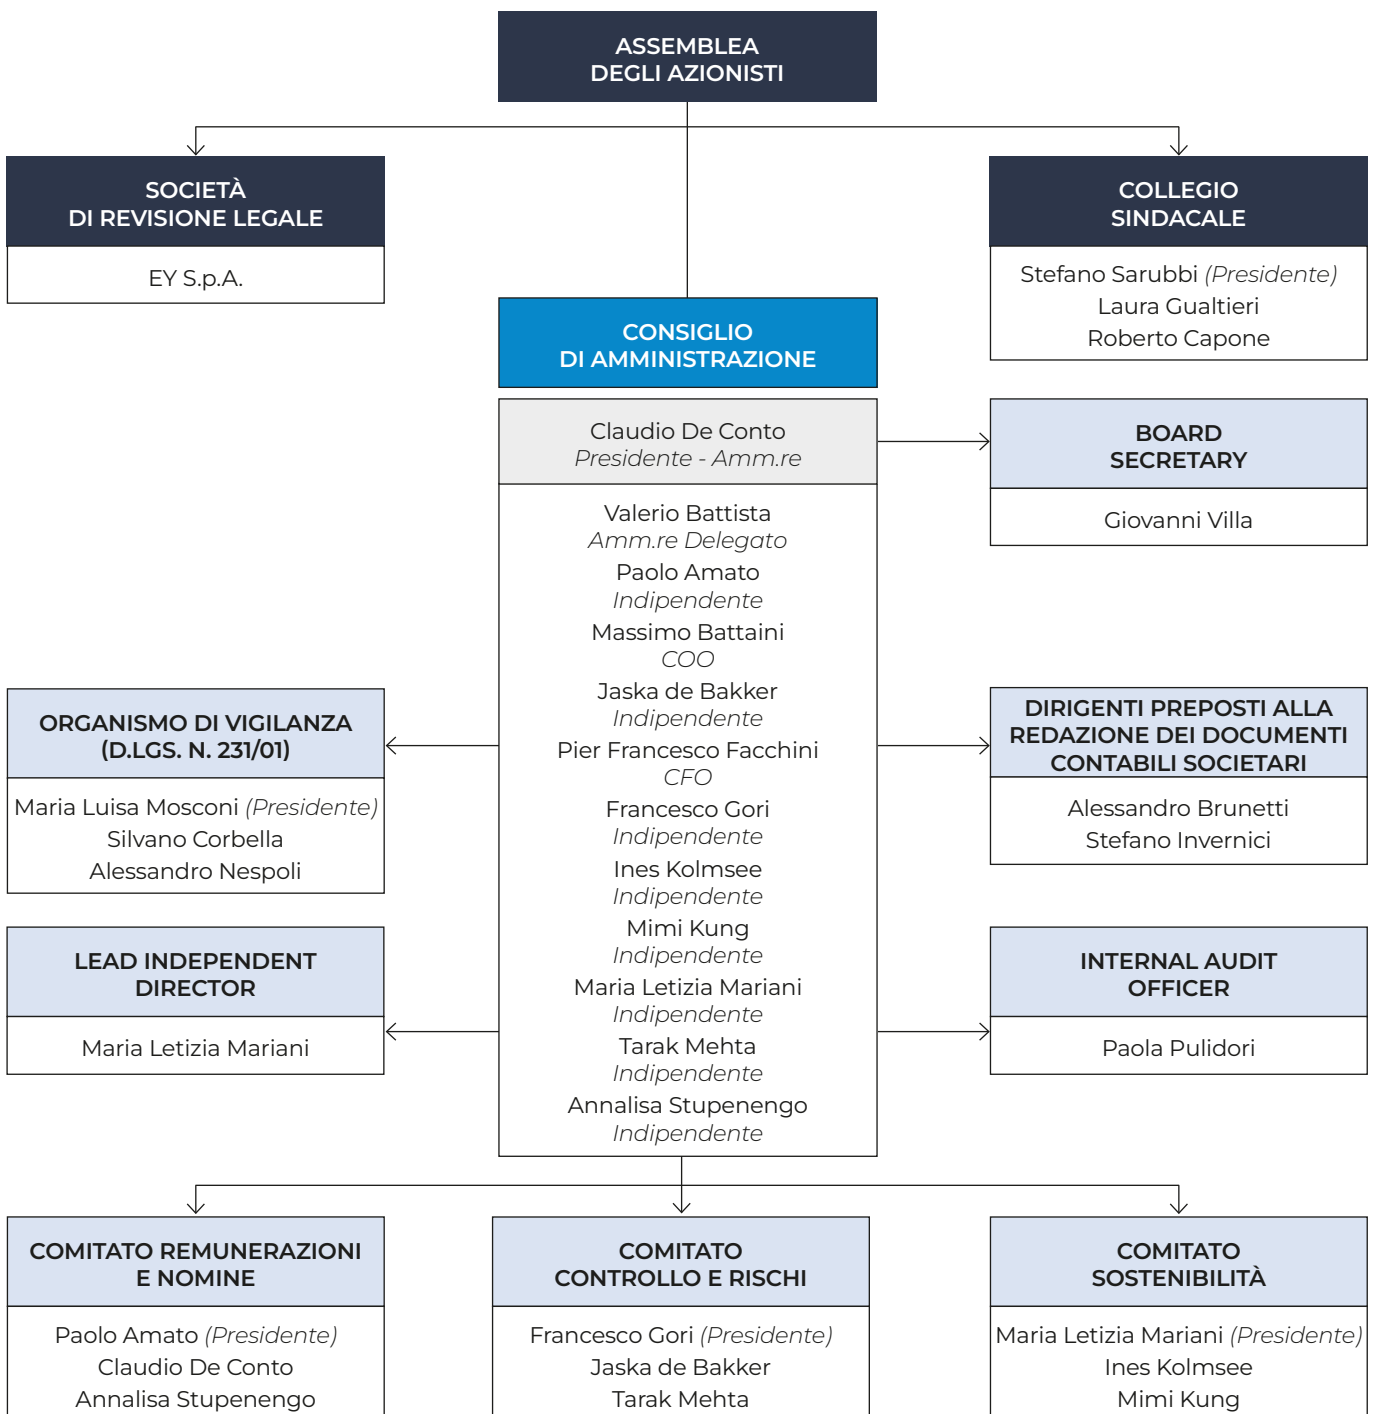 ASSEMBLEA
DEGLI AZIONISTI
SOCIETÀ
DI REVISIONE LEGALE
EY S.p.A.
COLLEGIO
SINDACALE
Stefano Sarubbi (Presidente)
Laura Gualtieri
Roberto Capone
CONSIGLIO
DI AMMINISTRAZIONE
Claudio De Conto
Presidente - Amm.re
Valerio Battista
Amm.re Delegato
Paolo Amato
Indipendente
Massimo Battaini
COO
Jaska de Bakker
Indipendente
Pier Francesco Facchini
CFO
Francesco Gori
Indipendente
Ines Kolmsee
Indipendente
Mimi Kung
Indipendente
Maria Letizia Mariani
Indipendente
Tarak Mehta
Indipendente
Annalisa Stupenengo
Indipendente
BOARD
SECRETARY
Giovanni Villa
ORGANISMO DI VIGILANZA
(D.LGS. N. 231/01)
Maria Luisa Mosconi (Presidente)
Silvano Corbella
Alessandro Nespoli
DIRIGENTI PREPOSTI ALLA
REDAZIONE DEI DOCUMENTI
CONTABILI SOCIETARI
Alessandro Brunetti
Stefano Invernici
LEAD INDEPENDENT
DIRECTOR
Maria Letizia Mariani
INTERNAL AUDIT
OFFICER
Paola Pulidori
COMITATO REMUNERAZIONI
E NOMINE
Paolo Amato (Presidente)
Claudio De Conto
Annalisa Stupenengo
COMITATO
CONTROLLO E RISCHI
Francesco Gori (Presidente)
Jaska de Bakker
Tarak Mehta
COMITATO
SOSTENIBILITÀ
Maria Letizia Mariani (Presidente)
Ines Kolmsee
Mimi Kung